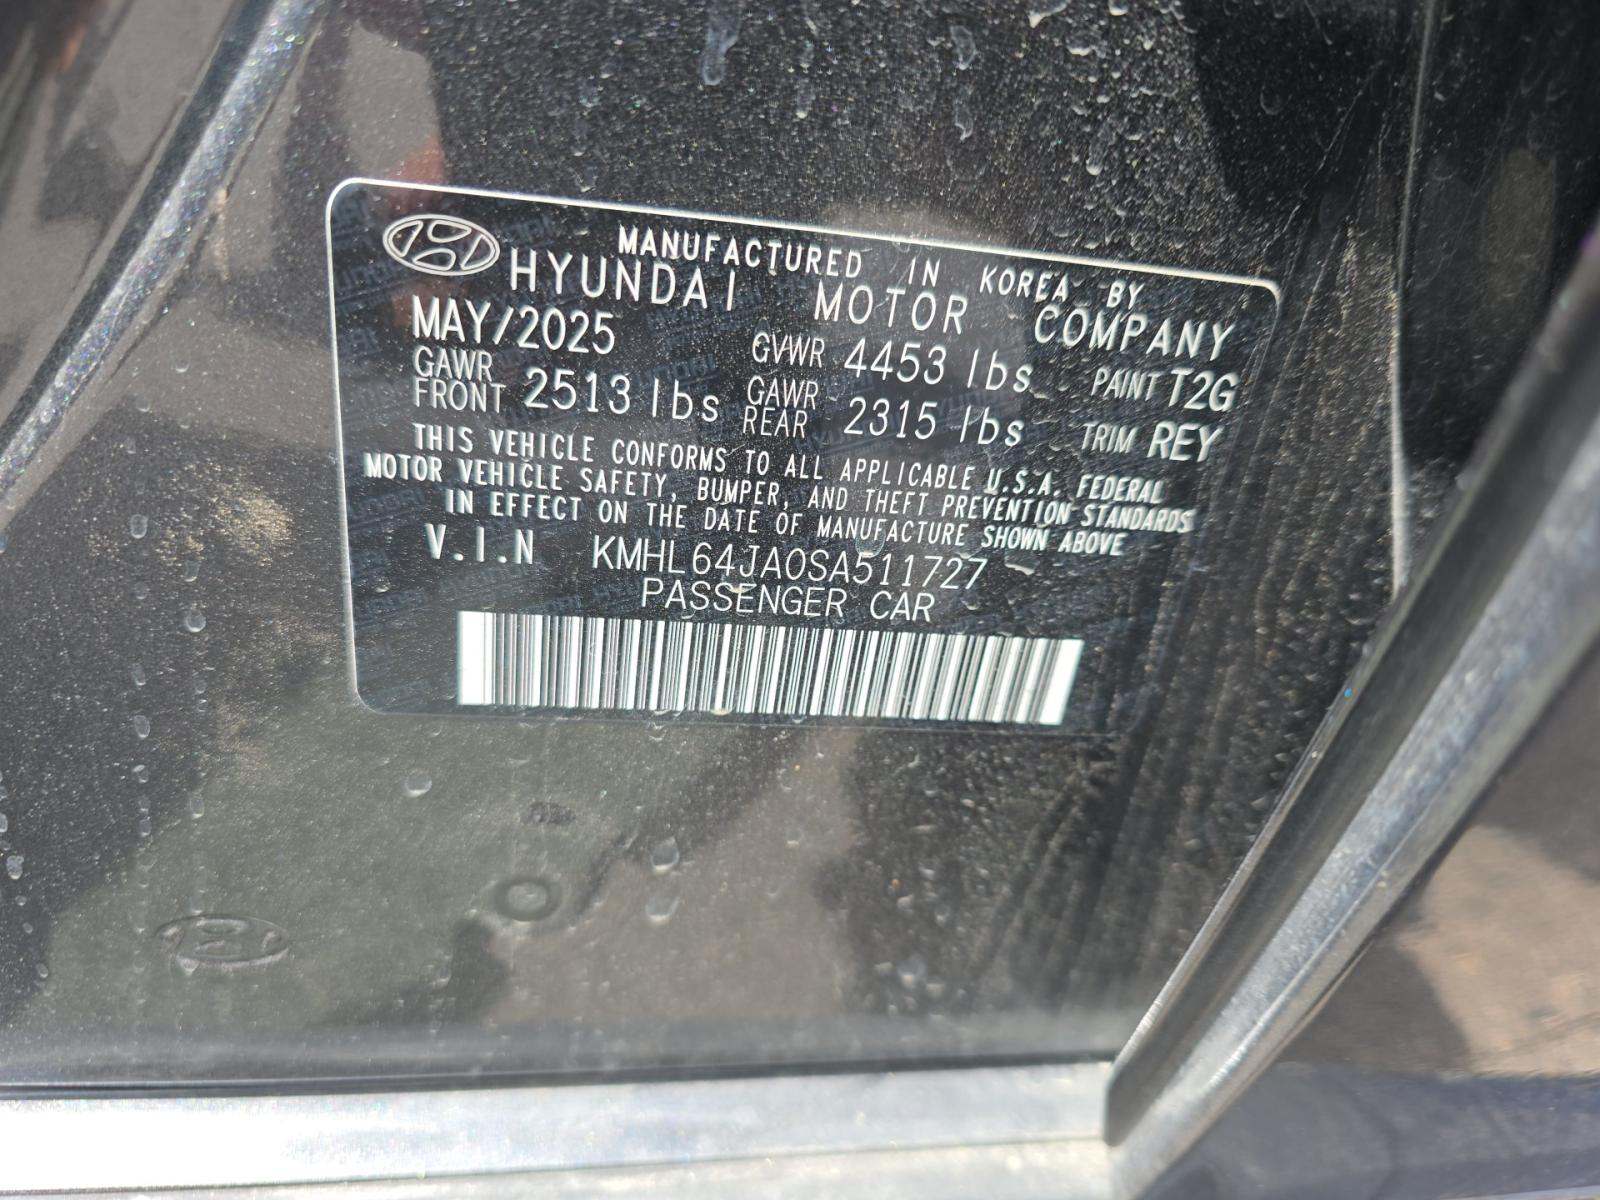 MANUFACTURED IN KOREA BY
HYUNDAI MOTOR COMPANY
MAY/2025 GVWR 4453 lbs PAINT T2G
GAWR FRONT 2513 lbs GAWR REAR 2315 lbs TRIM REY
THIS VEHICLE CONFORMS TO ALL APPLICABLE U.S.A. FEDERAL
MOTOR VEHICLE SAFETY, BUMPER, AND THEFT PREVENTION STANDARDS
IN EFFECT ON THE DATE OF MANUFACTURE SHOWN ABOVE
V.I.N KMHL64JA0SA511727
PASSENGER CAR